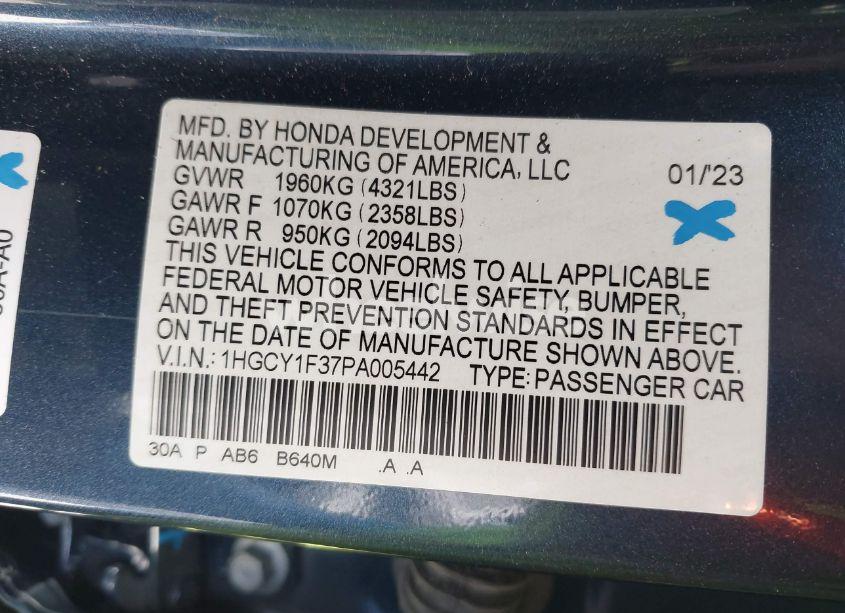 MFD. BY HONDA DEVELOPMENT &
MANUFACTURING OF AMERICA, LLC
01/'23
GVWR 1960KG (4321LBS)
GAWR F 1070KG (2358LBS)
GAWR R 950KG (2094LBS)
THIS VEHICLE CONFORMS TO ALL APPLICABLE
FEDERAL MOTOR VEHICLE SAFETY, BUMPER,
AND THEFT PREVENTION STANDARDS IN EFFECT
ON THE DATE OF MANUFACTURE SHOWN ABOVE.
V.I.N.: 1HGCY1F37PA005442 TYPE: PASSENGER CAR
30A P AB6 B640M .A .A